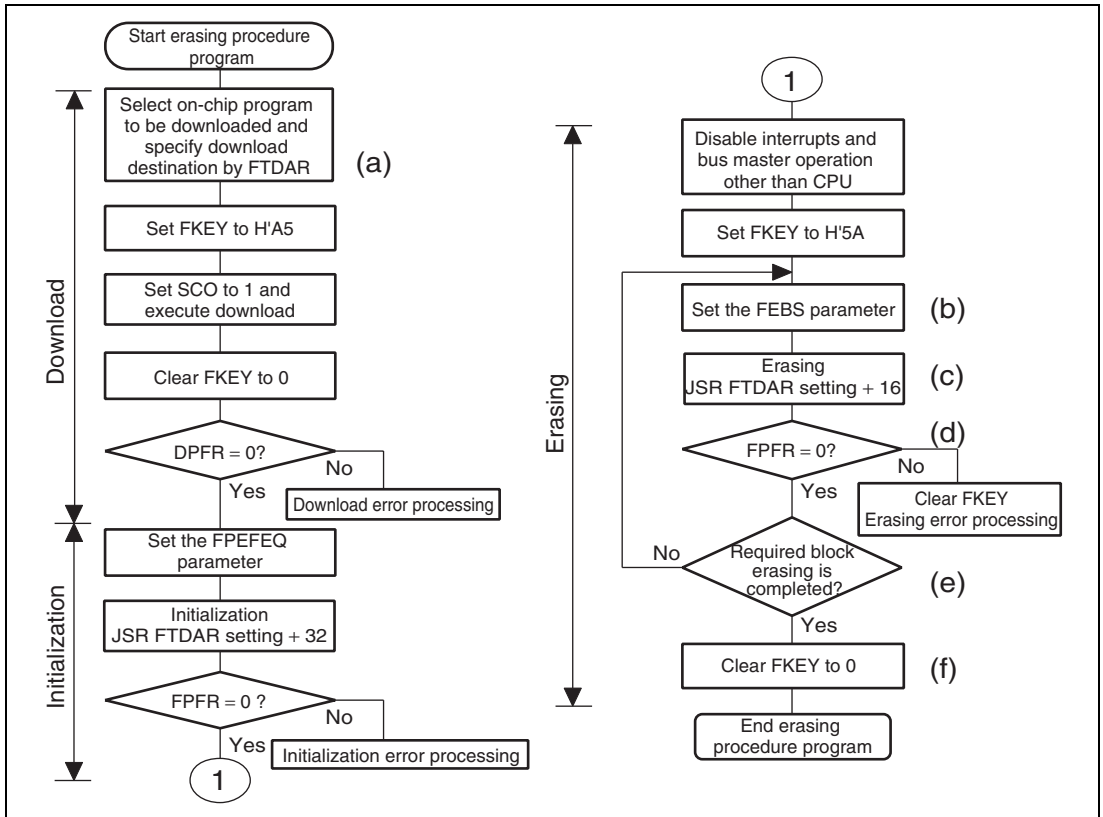 Start erasing procedure
program
Download
Select on-chip program
to be downloaded and
specify download
destination by FTDAR
(a)
Set FKEY to H'A5
Set SCO to 1 and
execute download
Clear FKEY to 0
DPFR = 0?
No
Yes
Download error processing
Initialization
Set the FPEFEQ
parameter
Initialization
JSR FTDAR setting + 32
FPFR = 0 ?
No
Yes
Initialization error processing
1
1
Erasing
Disable interrupts and
bus master operation
other than CPU
Set FKEY to H'5A
Set the FEBS parameter
(b)
Erasing
JSR FTDAR setting + 16
(c)
(d)
FPFR = 0?
No
Yes
Clear FKEY
Erasing error processing
No
Required block
erasing is
completed?
(e)
Yes
Clear FKEY to 0
(f)
End erasing
procedure program